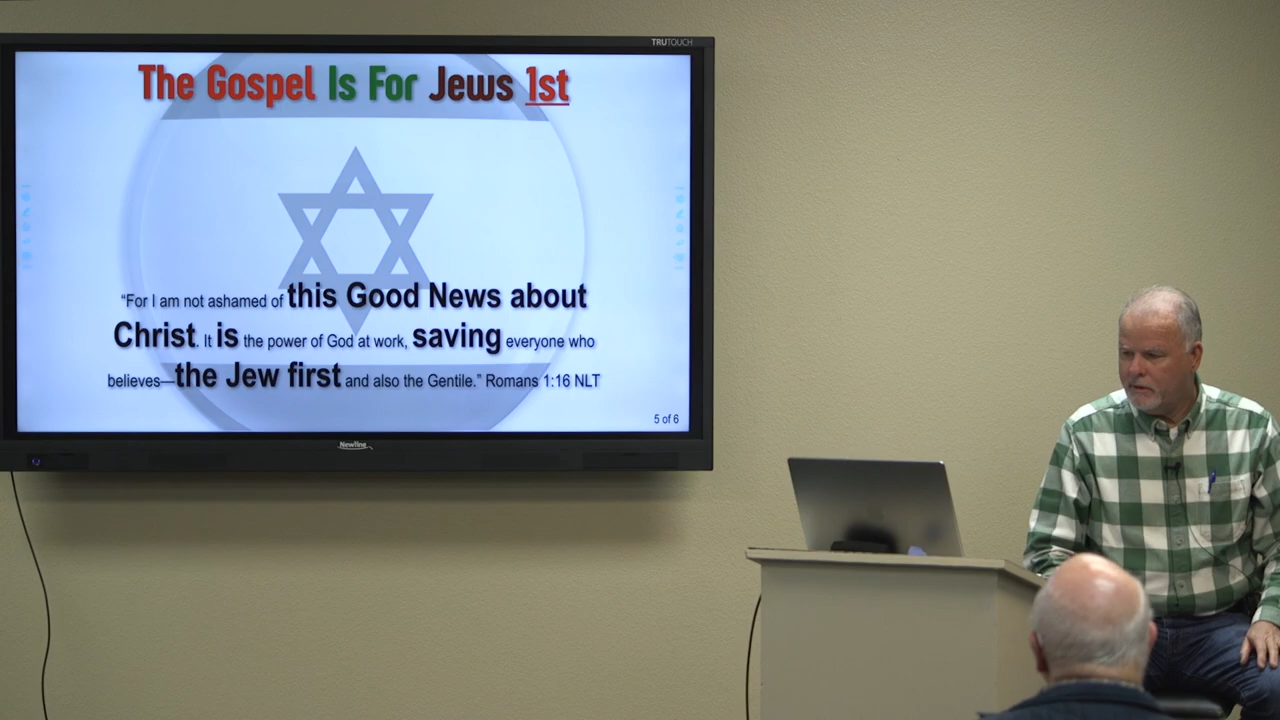 TRUTOUCH
The Gospel Is For Jews 1st
“For I am not ashamed of this Good News about
Christ. It is the power of God at work, saving everyone who
believes—the Jew first and also the Gentile.” Romans 1:16 NLT
5 of 6
Newline